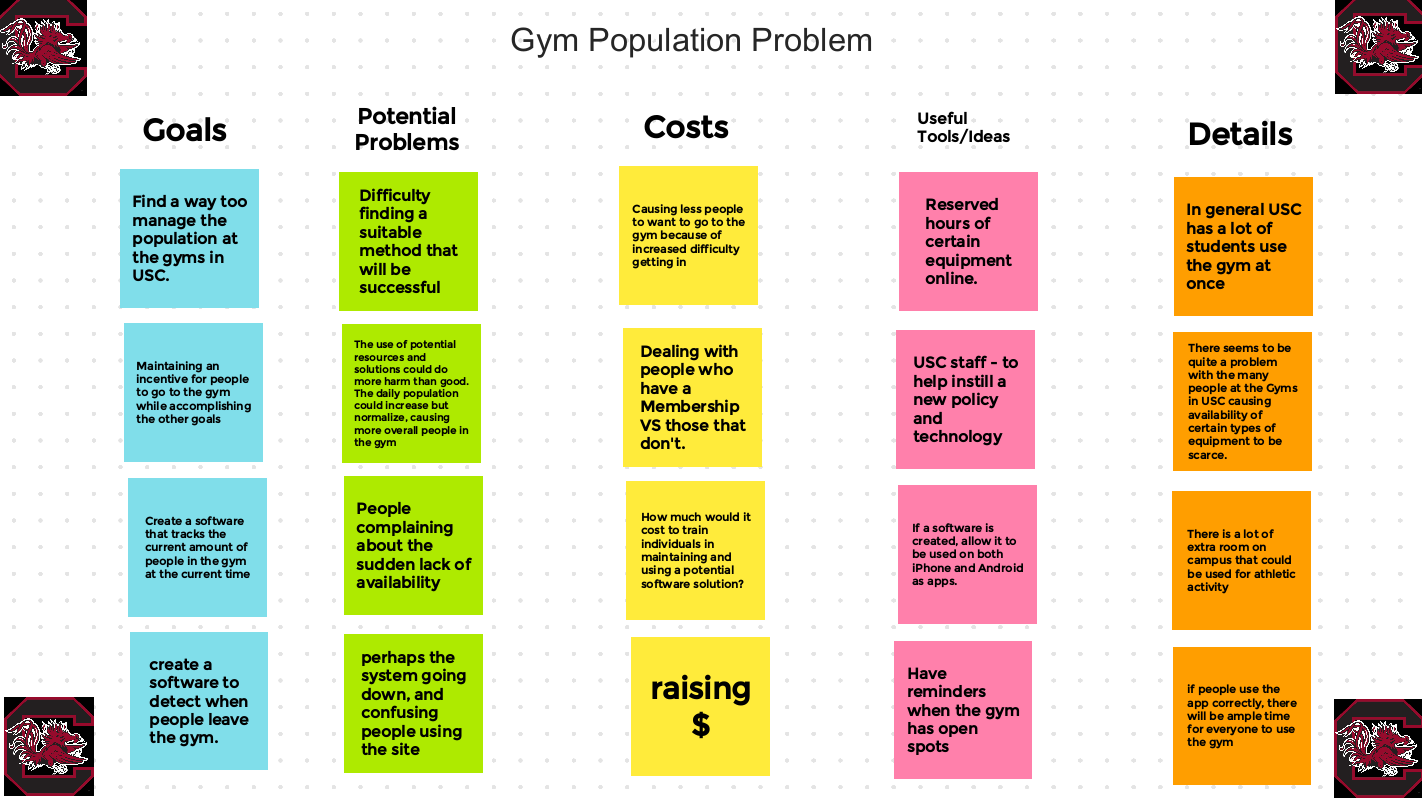 Gym Population Problem
Goals
Find a way too
manage the
population at
the gyms in
USC.
Maintaining an
incentive for people
to go to the gym
while accomplishing
the other goals
Create a software
that tracks the
current amount of
people in the gym
at the current time
create a
software to
detect when
people leave
the gym.
Potential
Problems
Difficulty
finding a
suitable
method that
will be
successful
The use of potential
resources and
solutions could do
more harm than good.
The daily population
could increase but
normalize, causing
more overall people in
the gym
People
complaining
about the
sudden lack of
availability
perhaps the
system going
down, and
confusing
people using
the site
Costs
Causing less people
to want to go to the
gym because of
increased difficulty
getting in
Dealing with
people who
have a
Membership
VS those that
don't.
How much would it
cost to train
individuals in
maintaining and
using a potential
software solution?
raising
$
Useful
Tools/Ideas
Reserved
hours of
certain
equipment
online.
USC staff - to
help instill a
new policy
and
technology
If a software is
created, allow it to
be used on both
iPhone and Android
as apps.
Have
reminders
when the gym
has open
spots
Details
In general USC
has a lot of
students use
the gym at
once
There seems to be
quite a problem
with the many
people at the Gyms
in USC causing
availability of
certain types of
equipment to be
scarce.
There is a lot of
extra room on
campus that could
be used for athletic
activity
if people use the
app correctly, there
will be ample time
for everyone to use
the gym